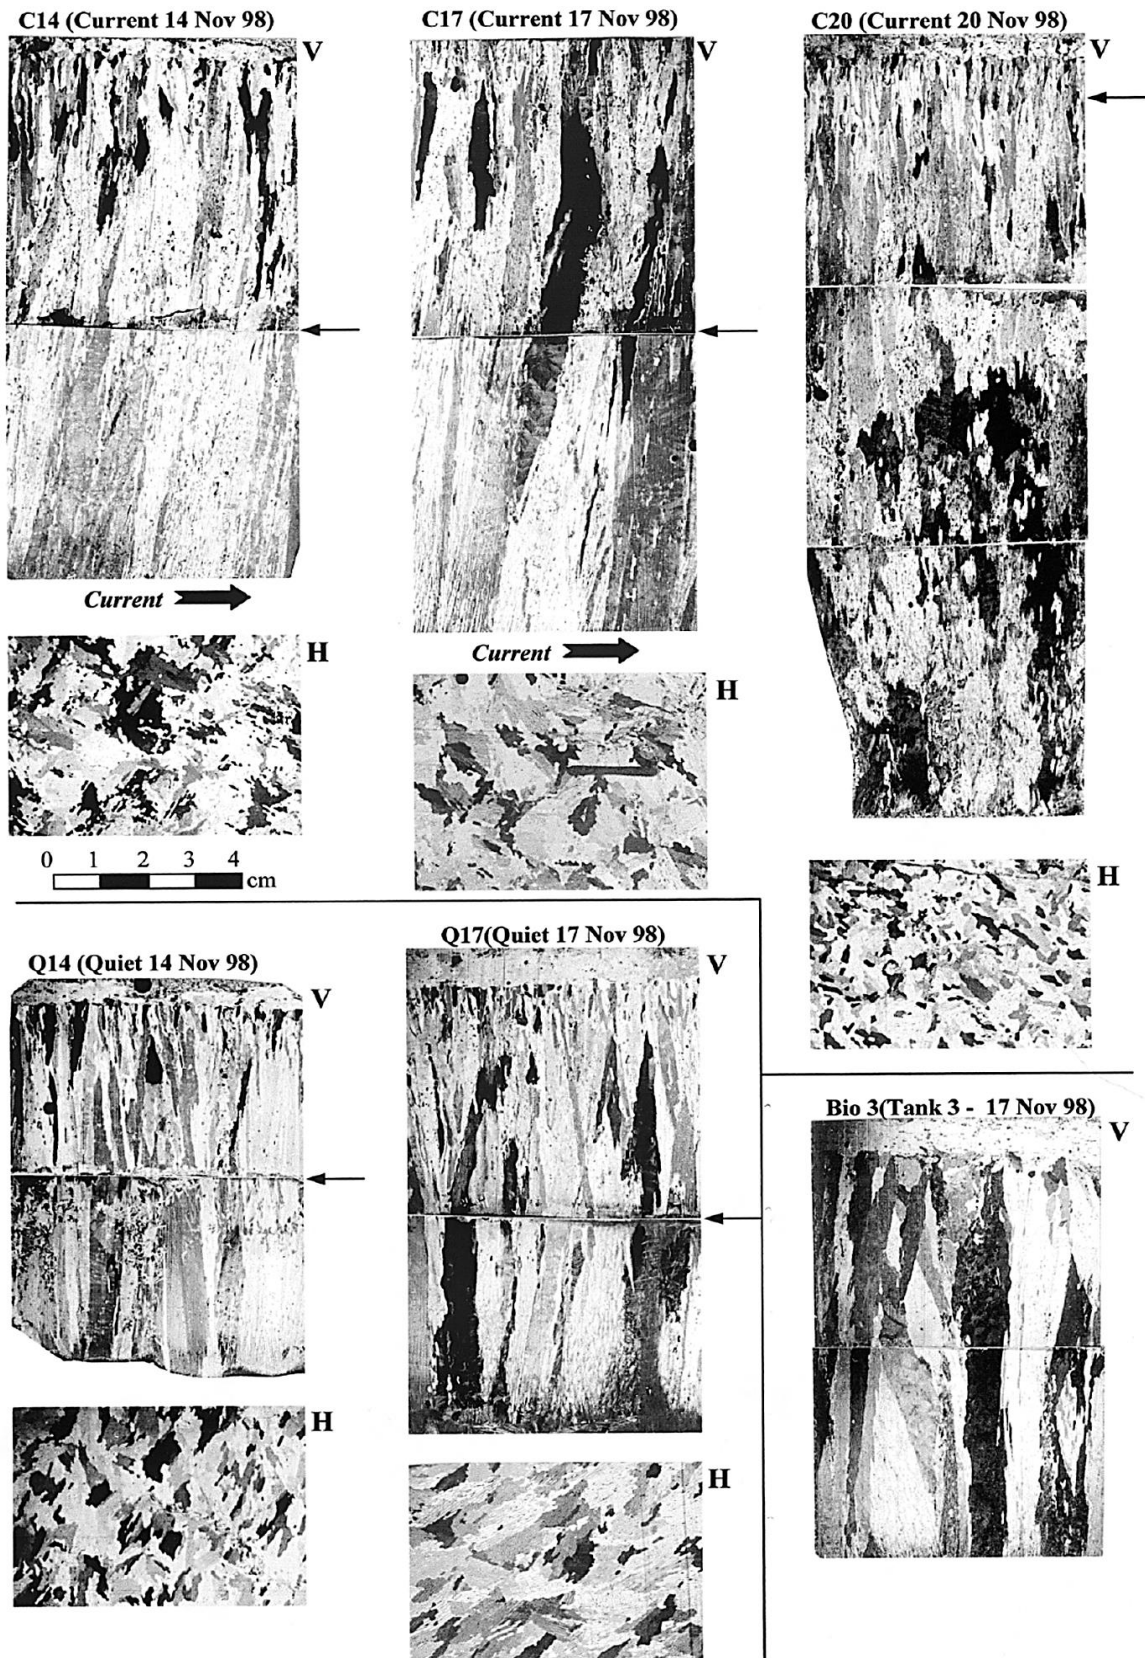 C14 (Current 14 Nov 98)
V
C17 (Current 17 Nov 98)
V
C20 (Current 20 Nov 98)
V
Current
H
Current
H
0 1 2 3 4
cm
H
Q14 (Quiet 14 Nov 98)
V
Q17(Quiet 17 Nov 98)
V
H
H
Bio 3(Tank 3 - 17 Nov 98)
V